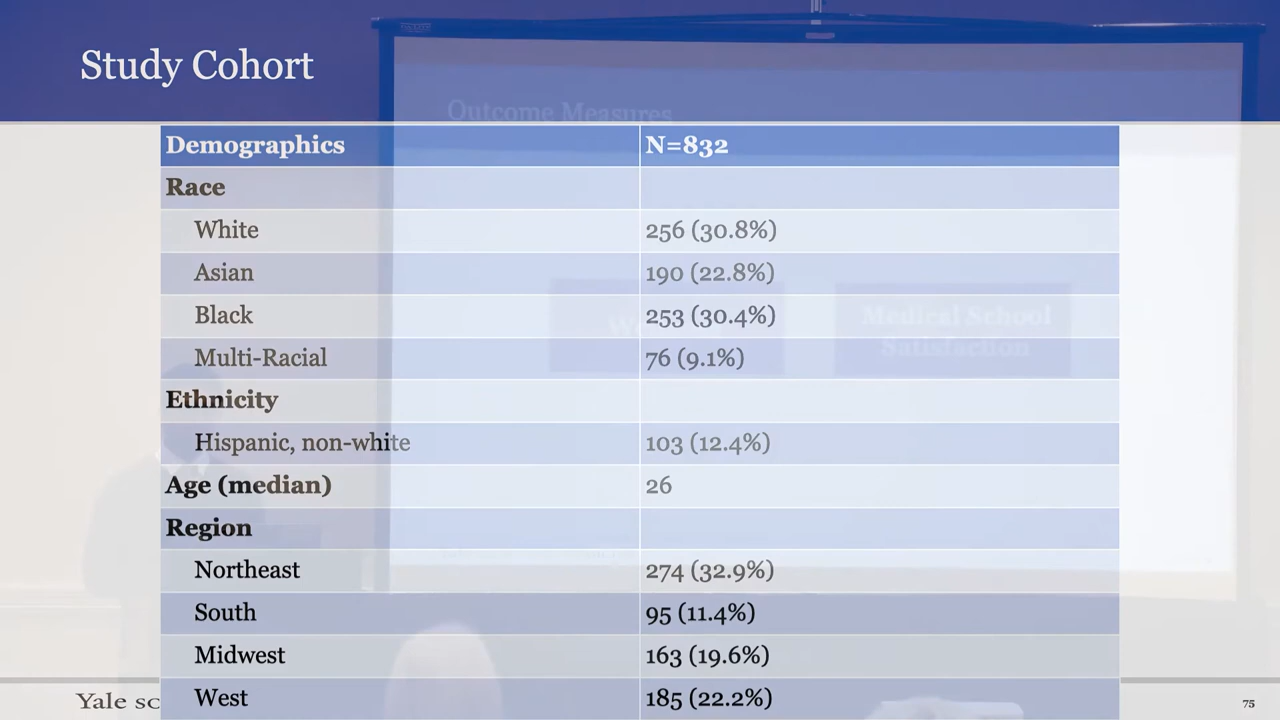 Study Cohort
Outcome Measures
Demographics N=832
Race
White 256 (30.8%)
Asian 190 (22.8%)
Black 253 (30.4%)
Medical School
Satisfaction
Multi-Racial 76 (9.1%)
Ethnicity
Hispanic, non-white 103 (12.4%)
Age (median) 26
Region
Northeast 274 (32.9%)
South 95 (11.4%)
Midwest 163 (19.6%)
West 185 (22.2%)
Yale sc 75